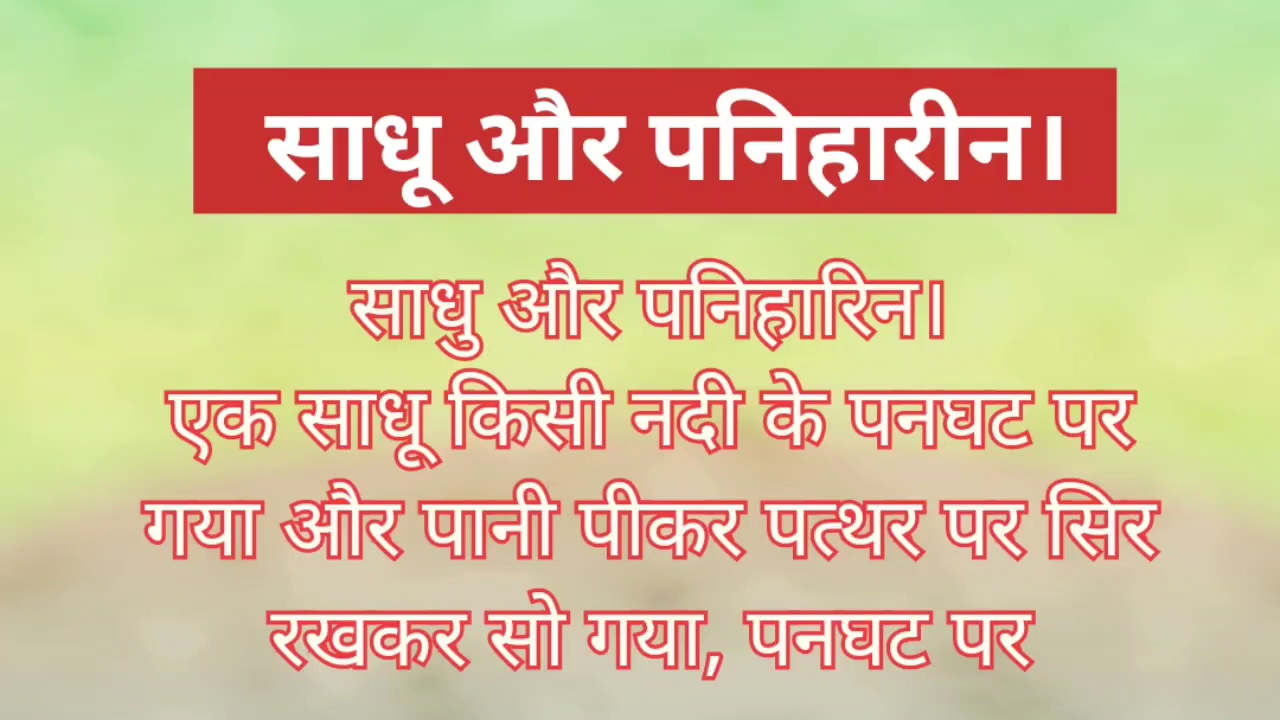 साधू और पनिहारीन।
साधु और पनिहारिन।
एक साधू किसी नदी के पनघट पर
गया और पानी पीकर पत्थर पर सिर
रखकर सो गया, पनघट पर